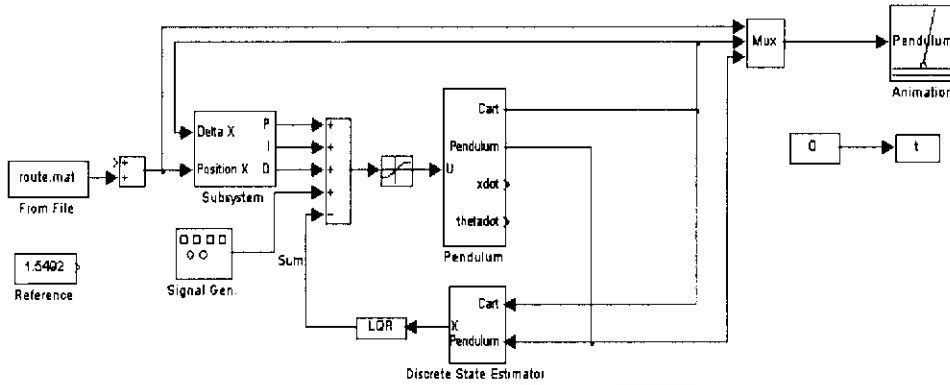 Mux
Pendulum
Animation
Delta X
Position X
P
I
D
Subsystem
+
+
+
+
−
Sum
route.mat
From File
+
+
Cart
Pendulum
xdot
thetadot
U
Pendulum
0
t
1.5402
Reference
Signal Gen.
LQR
Cart
X
Pendulum
Discrete State Estimator